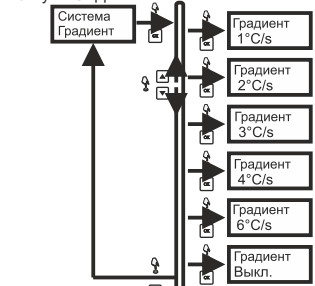 Система
Градиент
Градиент
1°C/s
Градиент
2°C/s
Градиент
3°C/s
Градиент
4°C/s
Градиент
6°C/s
Градиент
Выкл.